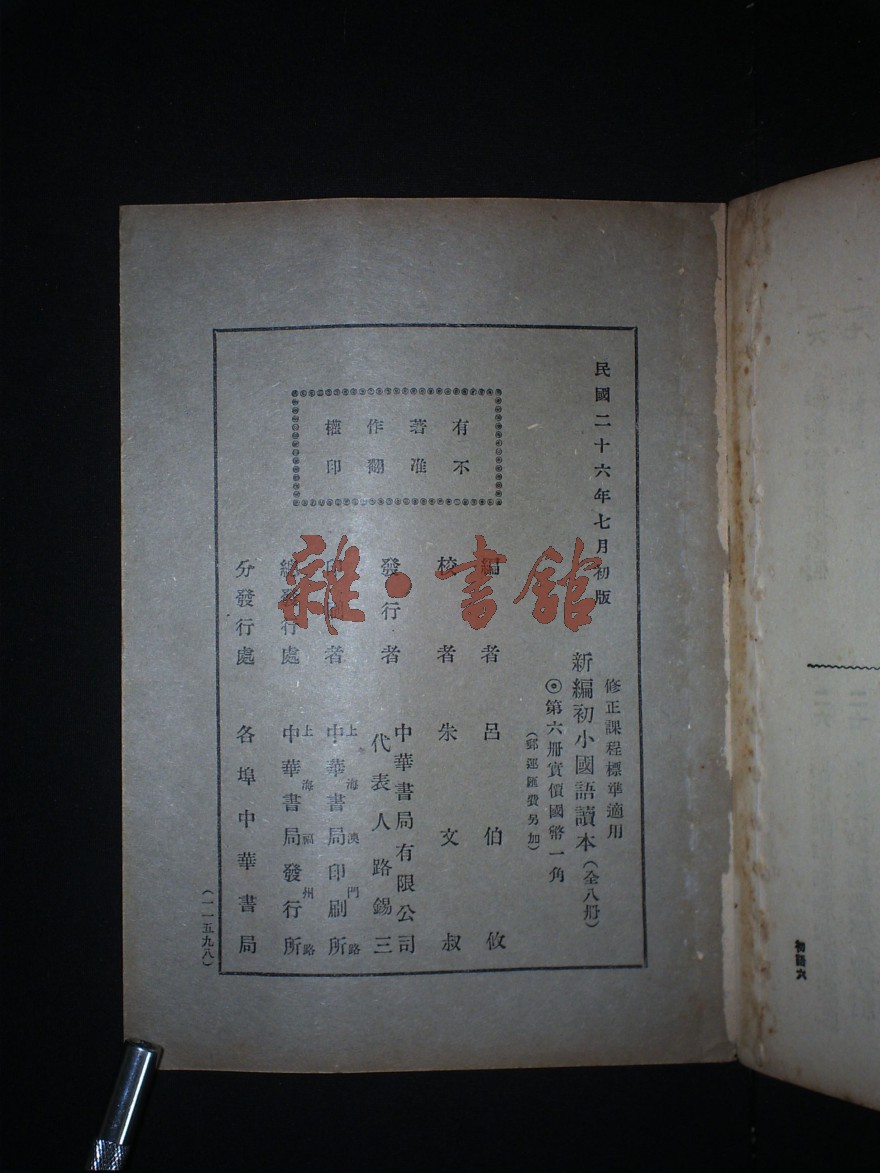 民國二十六年七月初版
修正課程標準適用
新編初小國語讀本(全八冊)
◎第六冊實價國幣一角
(郵運匯費另加)
有著作權
不准翻印
編者 呂伯攸
校者 朱文叔
發行者 中華書局有限公司
代表人路錫三
印刷者 上海澳門路
中華書局印刷所
總發行處 上海福州路
中華書局發行所
分發行處 各埠中華書局
(一一五九八)
初語六
雜·書館